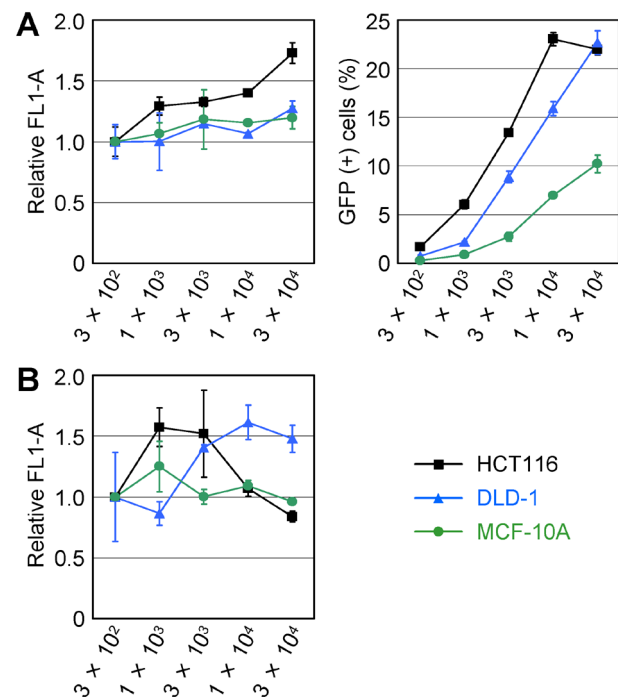 A
Relative FL1-A
2.0
1.5
1.0
0.5
0
3 × 10²
1 × 10³
3 × 10³
1 × 10⁴
3 × 10⁴
GFP (+) cells (%)
25
20
15
10
5
0
3 × 10²
1 × 10³
3 × 10³
1 × 10⁴
3 × 10⁴
B
Relative FL1-A
2.0
1.5
1.0
0.5
0
3 × 10²
1 × 10³
3 × 10³
1 × 10⁴
3 × 10⁴
HCT116
DLD-1
MCF-10A